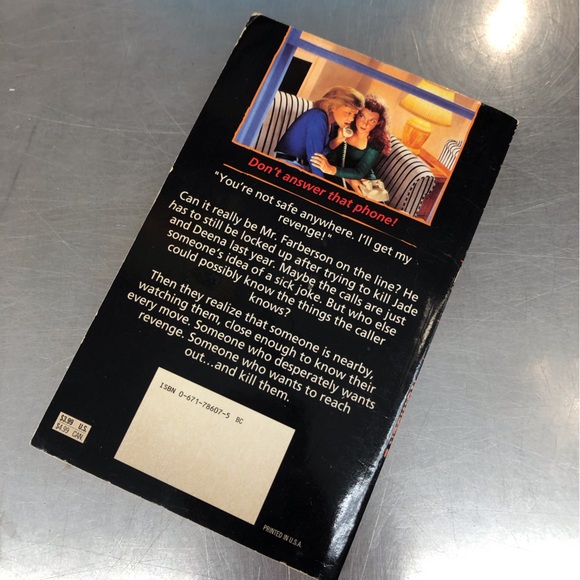 Don't answer that phone!
"You're not safe anywhere. I'll get my
revenge!"
Can it really be Mr. Farberson on the line? He
has to still be locked up after trying to kill Jade
and Deena last year. Maybe the calls are just
someone's idea of a sick joke. But who else
could possibly know the things the caller
knows?
Then they realize that someone is nearby,
watching them, close enough to know their
every move. Someone who desperately wants
revenge. Someone who wants to reach
out...and kill them.
ISBN 0-671-78607-5 BC
$3.99 U.S.
$4.99 CAN
PRINTED IN U.S.A.